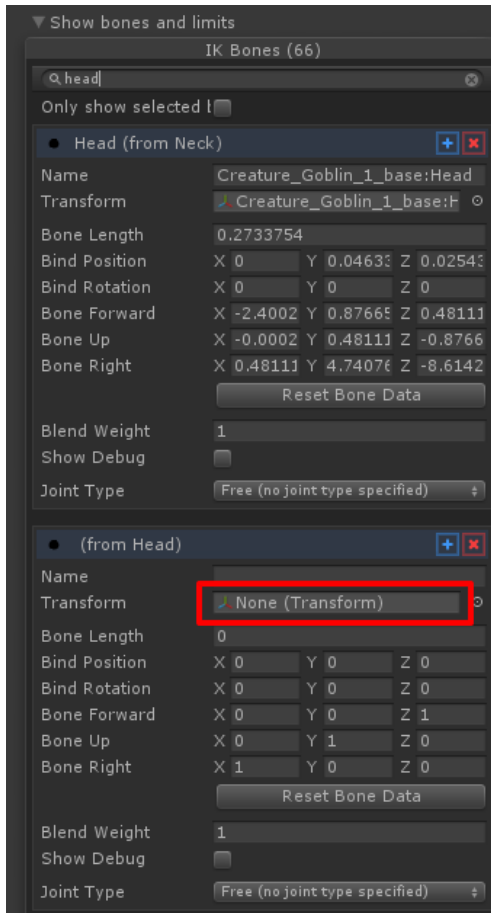 Show bones and limits
IK Bones (66)
head
Only show selected b
Head (from Neck)
Name Creature_Goblin_1_base:Head
Transform Creature_Goblin_1_base:H
Bone Length 0.2733754
Bind Position X 0 Y 0.0463 Z 0.0254
Bind Rotation X 0 Y 0 Z 0
Bone Forward X -2.4002 Y 0.8766 Z 0.48111
Bone Up X -0.0002 Y 0.48111 Z -0.8766
Bone Right X 0.48111 Y 4.7407 Z -8.6142
Reset Bone Data
Blend Weight 1
Show Debug
Joint Type Free (no joint type specified)
(from Head)
Name
Transform None (Transform)
Bone Length 0
Bind Position X 0 Y 0 Z 0
Bind Rotation X 0 Y 0 Z 0
Bone Forward X 0 Y 0 Z 1
Bone Up X 0 Y 1 Z 0
Bone Right X 1 Y 0 Z 0
Reset Bone Data
Blend Weight 1
Show Debug
Joint Type Free (no joint type specified)